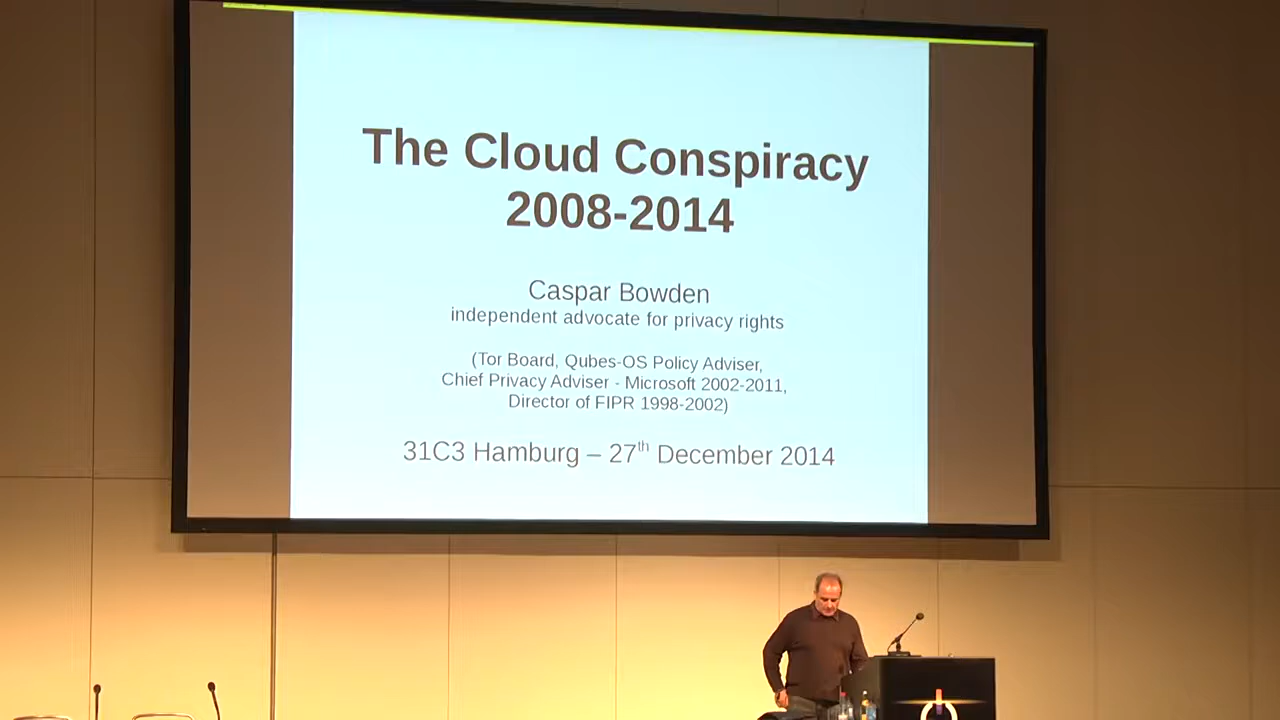 The Cloud Conspiracy
2008-2014
Caspar Bowden
independent advocate for privacy rights
(Tor Board, Qubes-OS Policy Adviser,
Chief Privacy Adviser - Microsoft 2002-2011,
Director of FIPR 1998-2002)
31C3 Hamburg – 27th December 2014